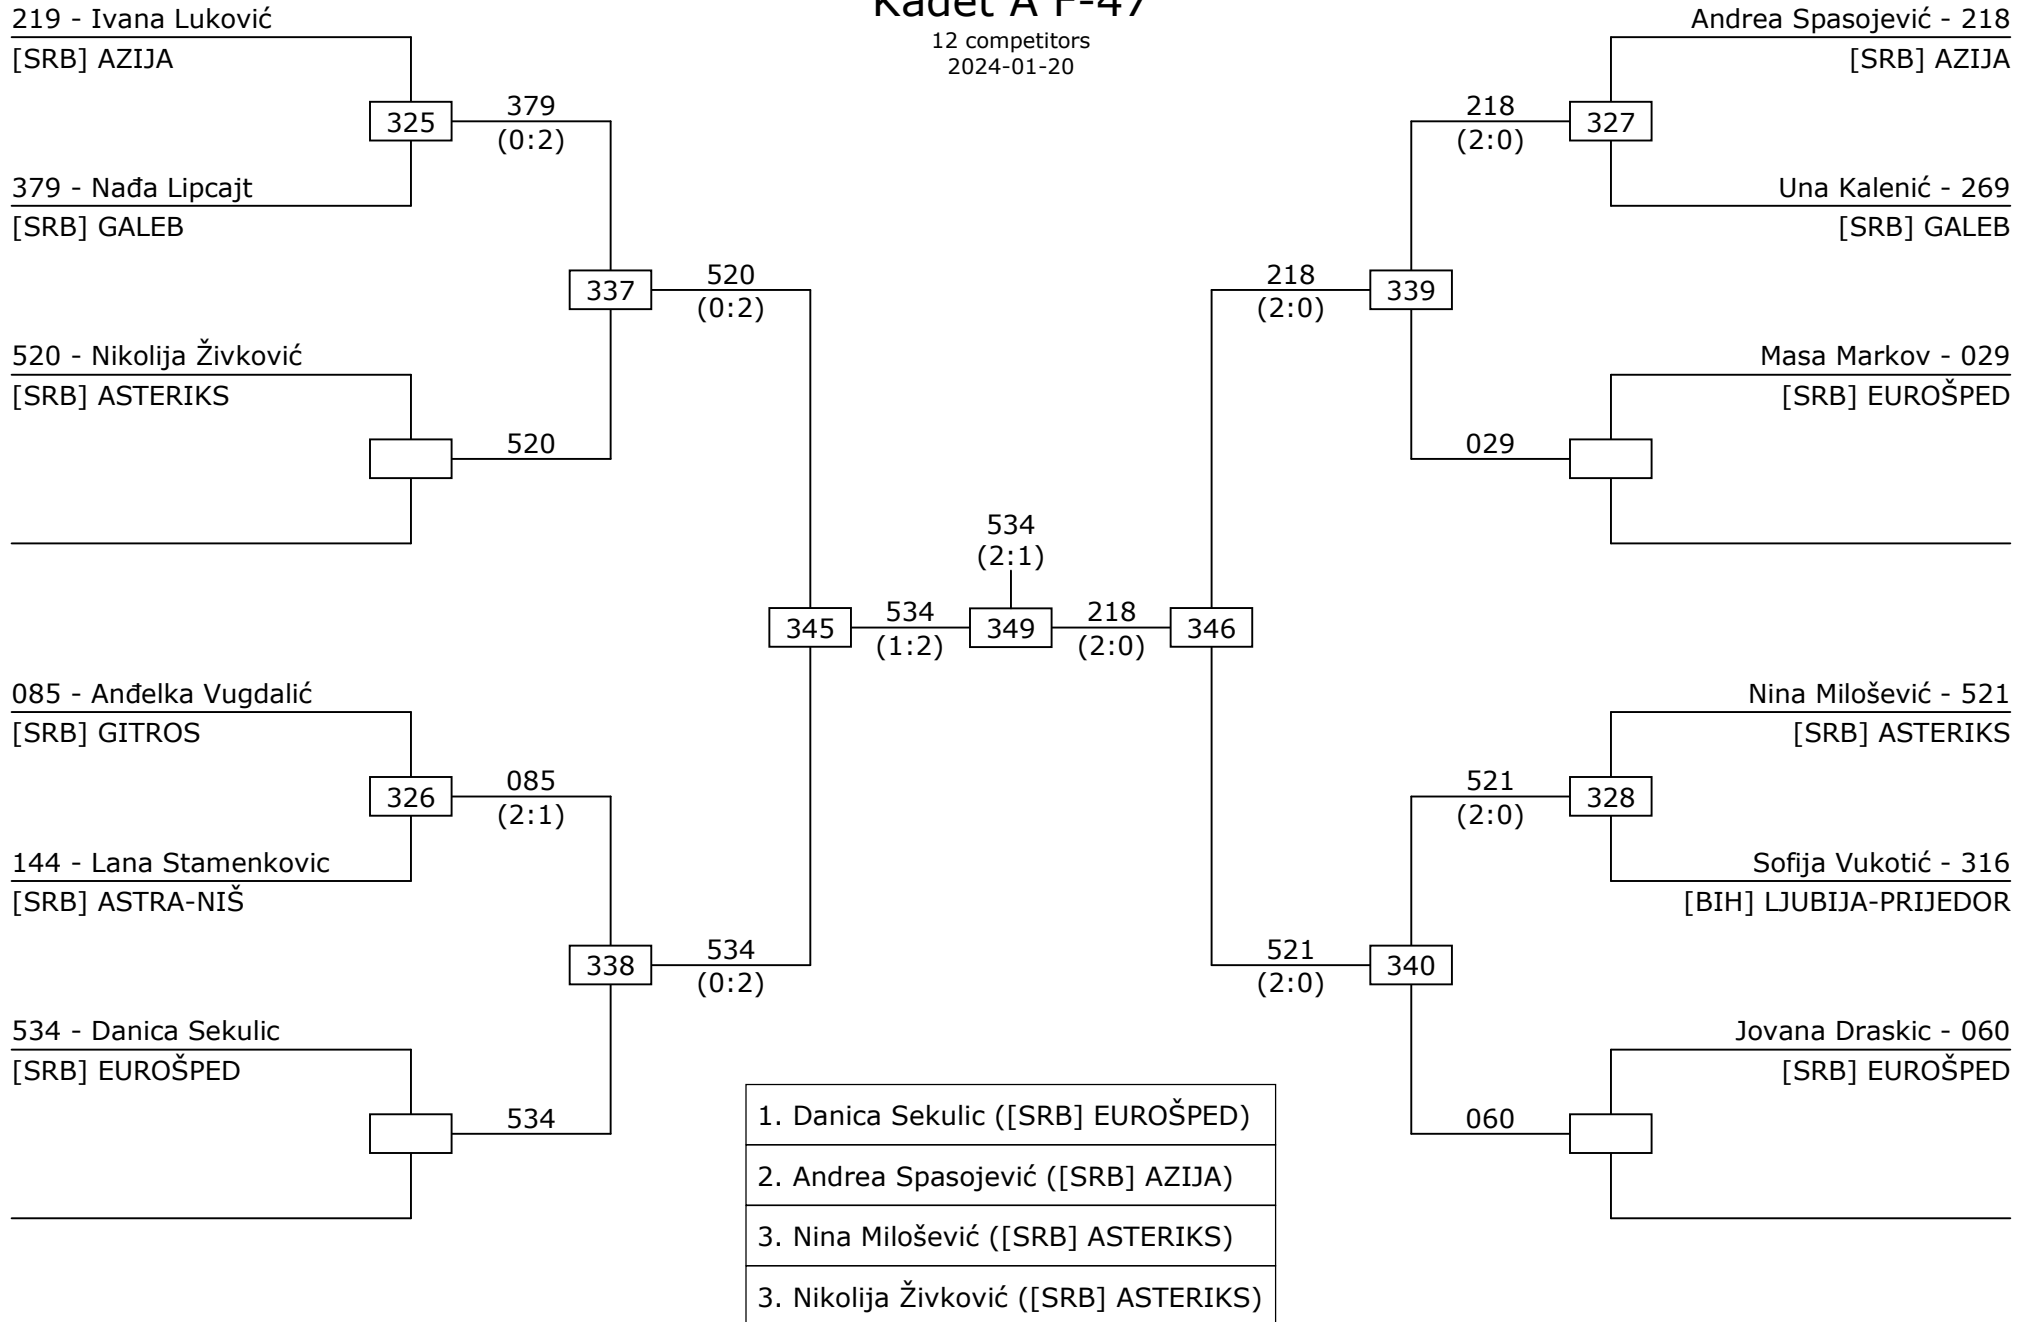 Kadet A F-47
12 competitors
2024-01-20
219 - Ivana Luković
[SRB] AZIJA
325
379
(0:2)
379 - Nađa Lipcajt
[SRB] GALEB
337
520
(0:2)
520 - Nikolija Živković
[SRB] ASTERIKS
520
345
534
(1:2)
085 - Anđelka Vugdalić
[SRB] GITROS
326
085
(2:1)
144 - Lana Stamenkovic
[SRB] ASTRA-NIŠ
338
534
(0:2)
534 - Danica Sekulic
[SRB] EUROŠPED
534
534
(2:1)
349
Andrea Spasojević - 218
[SRB] AZIJA
218
(2:0)
327
Una Kalenić - 269
[SRB] GALEB
218
(2:0)
339
Masa Markov - 029
[SRB] EUROŠPED
029
218
(2:0)
346
Nina Milošević - 521
[SRB] ASTERIKS
521
(2:0)
328
Sofija Vukotić - 316
[BIH] LJUBIJA-PRIJEDOR
521
(2:0)
340
Jovana Draskic - 060
[SRB] EUROŠPED
060
1. Danica Sekulic ([SRB] EUROŠPED)
2. Andrea Spasojević ([SRB] AZIJA)
3. Nina Milošević ([SRB] ASTERIKS)
3. Nikolija Živković ([SRB] ASTERIKS)